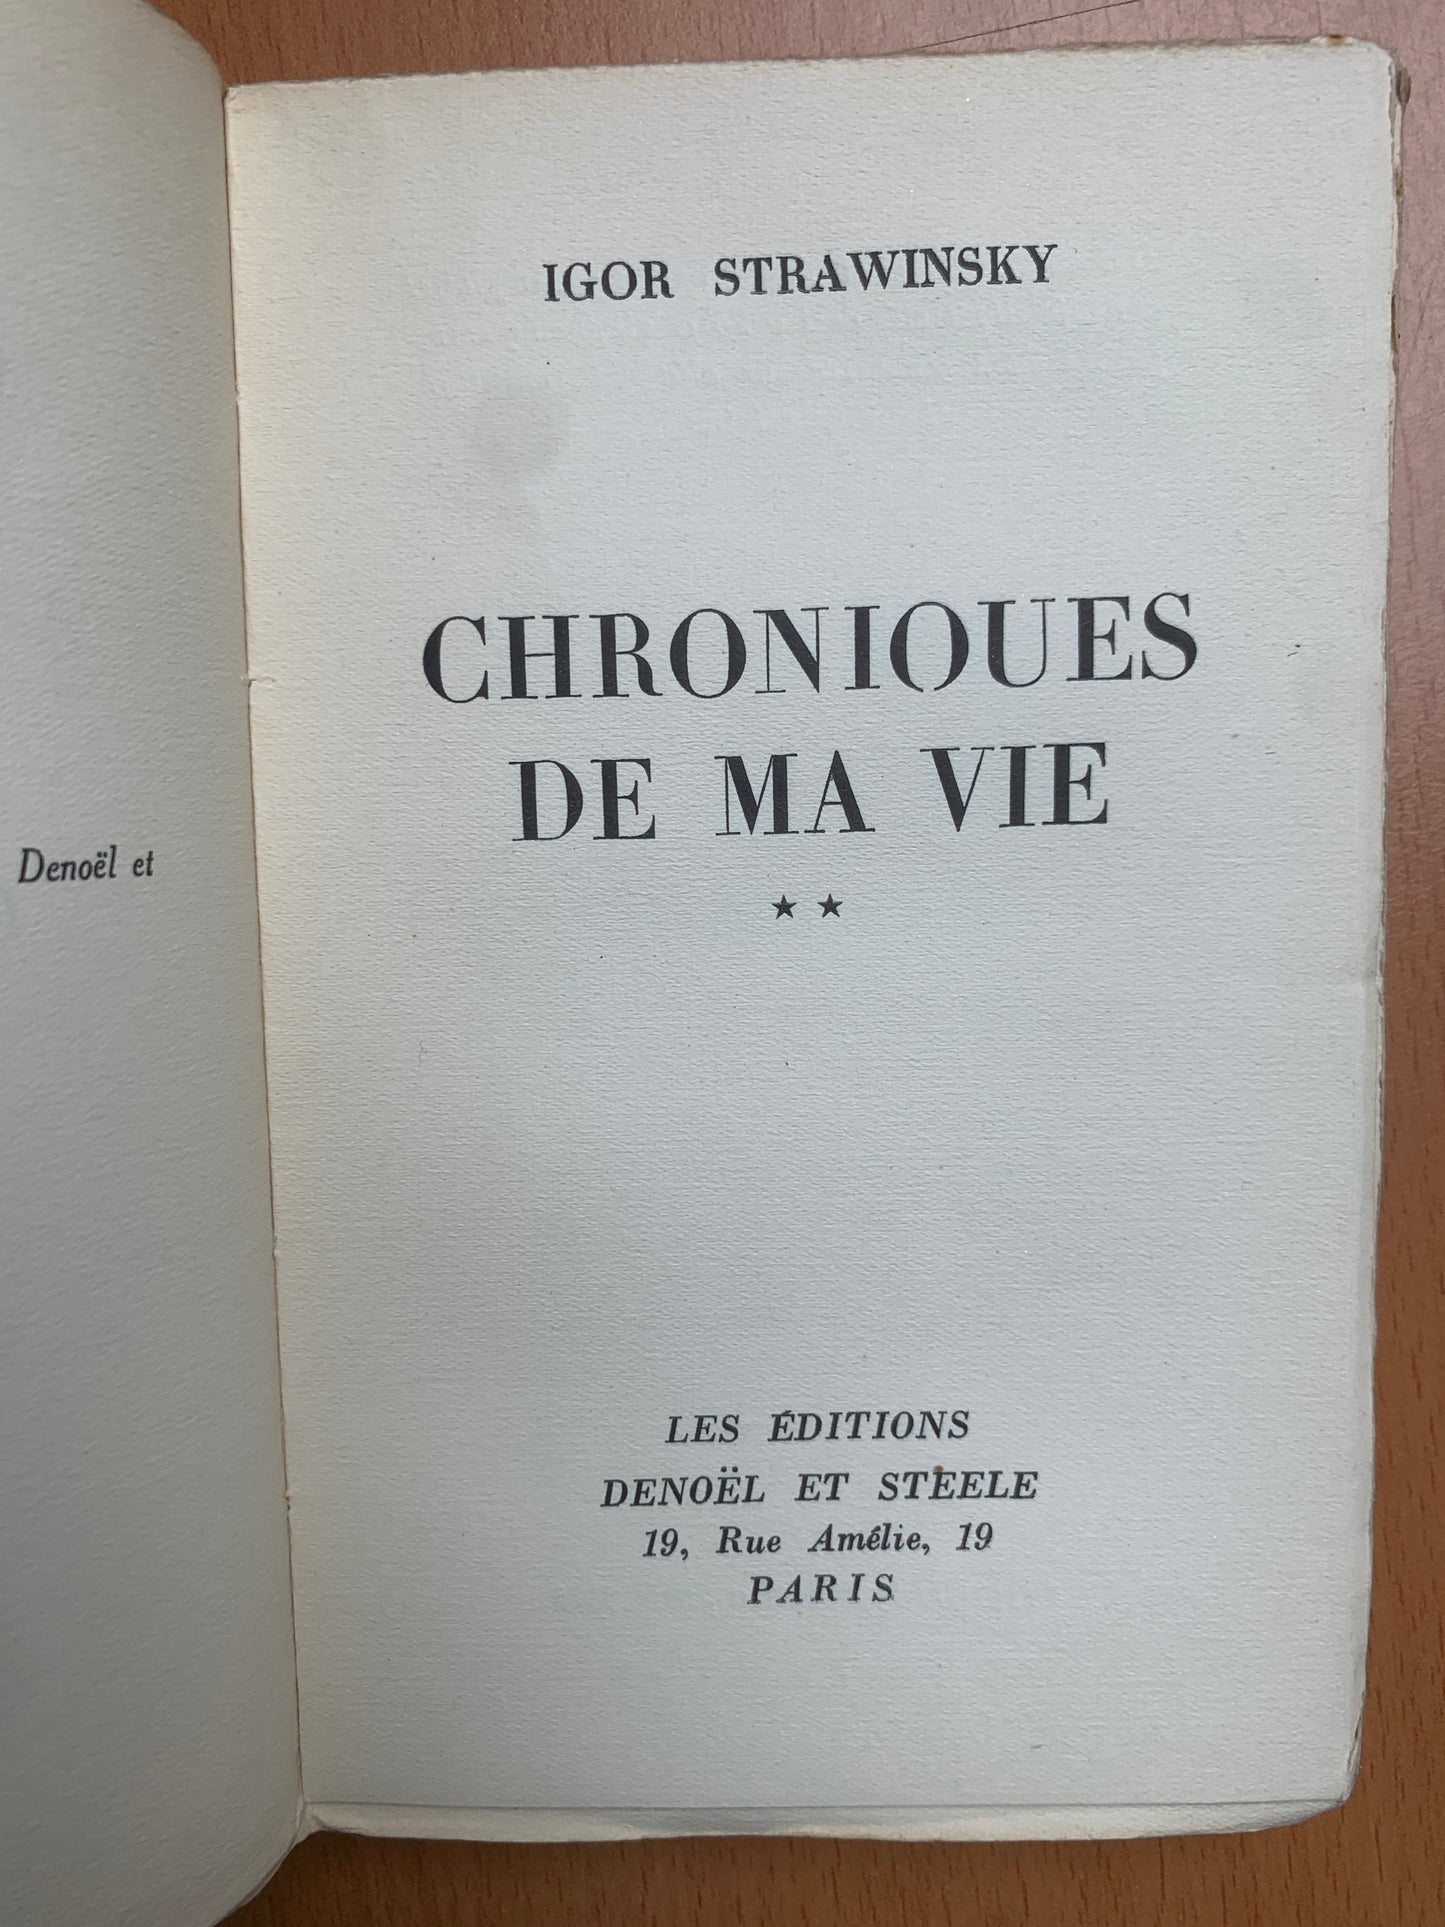 Denoël et
IGOR STRAWINSKY
CHRONIQUES
DE MA VIE
★ ★
LES ÉDITIONS
DENOËL ET STEELE
19, Rue Amélie, 19
PARIS